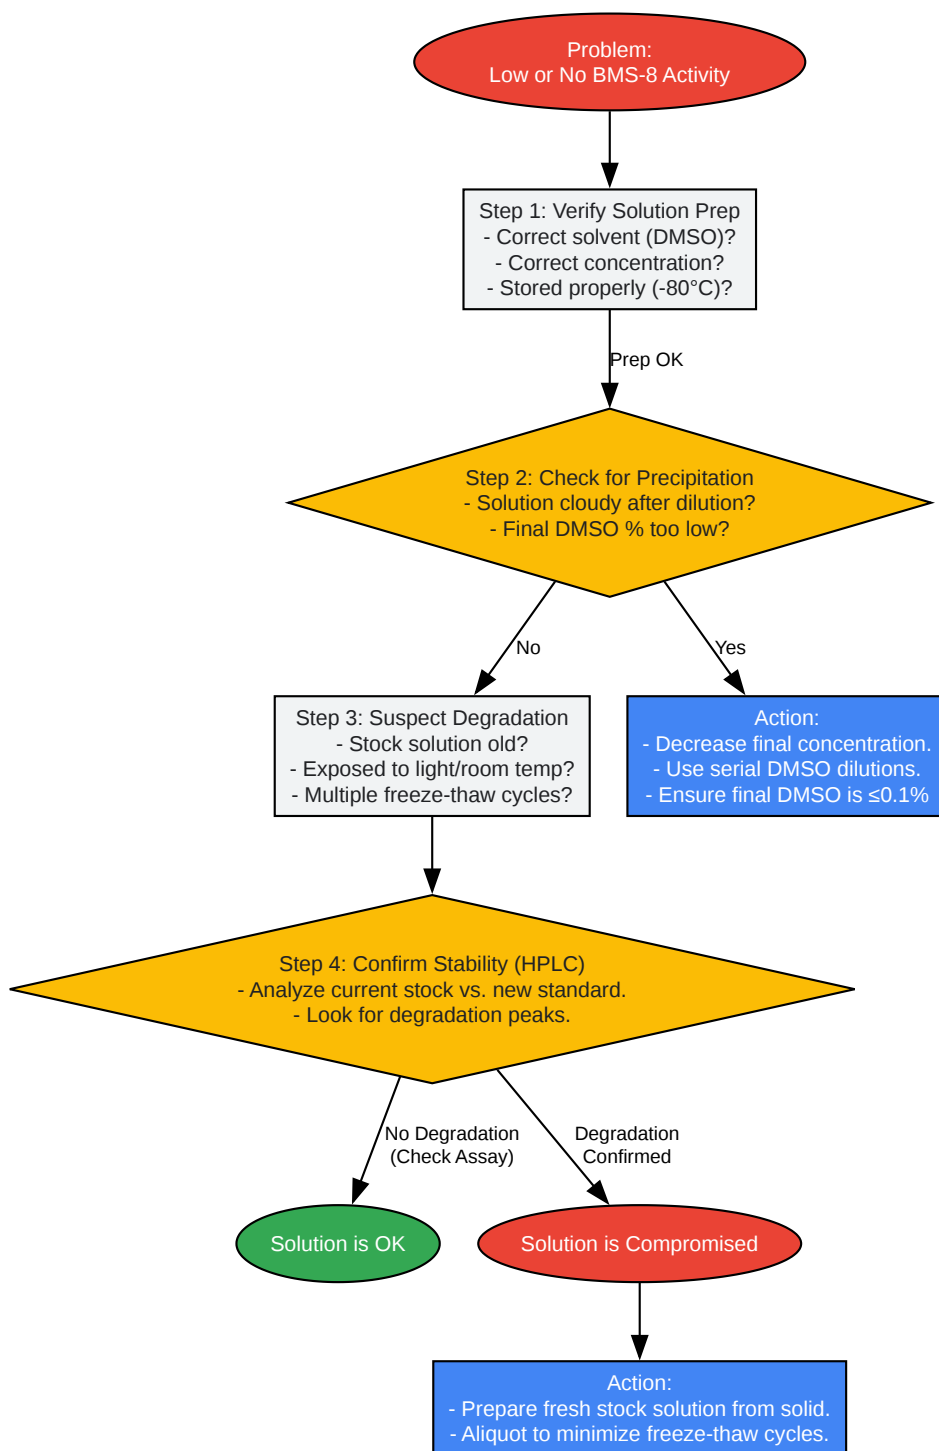 Problem:
Low or No BMS-8 Activity
Step 1: Verify Solution Prep
- Correct solvent (DMSO)?
- Correct concentration?
- Stored properly (-80°C)?
Prep OK
Step 2: Check for Precipitation
- Solution cloudy after dilution?
- Final DMSO % too low?
No
Yes
Step 3: Suspect Degradation
- Stock solution old?
- Exposed to light/room temp?
- Multiple freeze-thaw cycles?
Action:
- Decrease final concentration.
- Use serial DMSO dilutions.
- Ensure final DMSO is ≤0.1%
Step 4: Confirm Stability (HPLC)
- Analyze current stock vs. new standard.
- Look for degradation peaks.
No Degradation
(Check Assay)
Degradation
Confirmed
Solution is OK
Solution is Compromised
Action:
- Prepare fresh stock solution from solid.
- Aliquot to minimize freeze-thaw cycles.